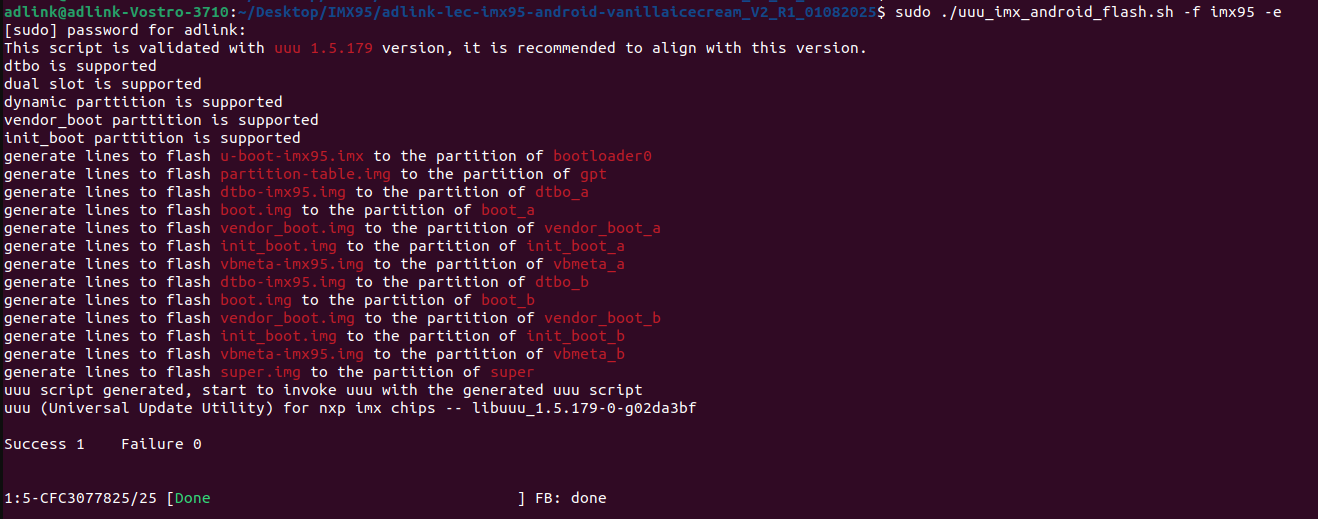 adlink@adlink-Vostro-3710:~/Desktop/IMX95/adlink-lec-imx95-android-vanillaicecream_V2_R1_01082025$ sudo ./uuu_imx_android_flash.sh -f imx95 -e
[sudo] password for adlink:
This script is validated with uuu 1.5.179 version, it is recommended to align with this version.
dtbo is supported
dual slot is supported
dynamic parttition is supported
vendor_boot parttition is supported
init_boot parttition is supported
generate lines to flash u-boot-imx95.imx to the partition of bootloader0
generate lines to flash partition-table.img to the partition of gpt
generate lines to flash dtbo-imx95.img to the partition of dtbo_a
generate lines to flash boot.img to the partition of boot_a
generate lines to flash vendor_boot.img to the partition of vendor_boot_a
generate lines to flash init_boot.img to the partition of init_boot_a
generate lines to flash vbmeta-imx95.img to the partition of vbmeta_a
generate lines to flash dtbo-imx95.img to the partition of dtbo_b
generate lines to flash boot.img to the partition of boot_b
generate lines to flash vendor_boot.img to the partition of vendor_boot_b
generate lines to flash init_boot.img to the partition of init_boot_b
generate lines to flash vbmeta-imx95.img to the partition of vbmeta_b
generate lines to flash super.img to the partition of super
uuu script generated, start to invoke uuu with the generated uuu script
uuu (Universal Update Utility) for nxp imx chips -- libuuu_1.5.179-0-g02da3bf
Success 1    Failure 0
1:5-CFC3077825/25 [Done                                  ] FB: done